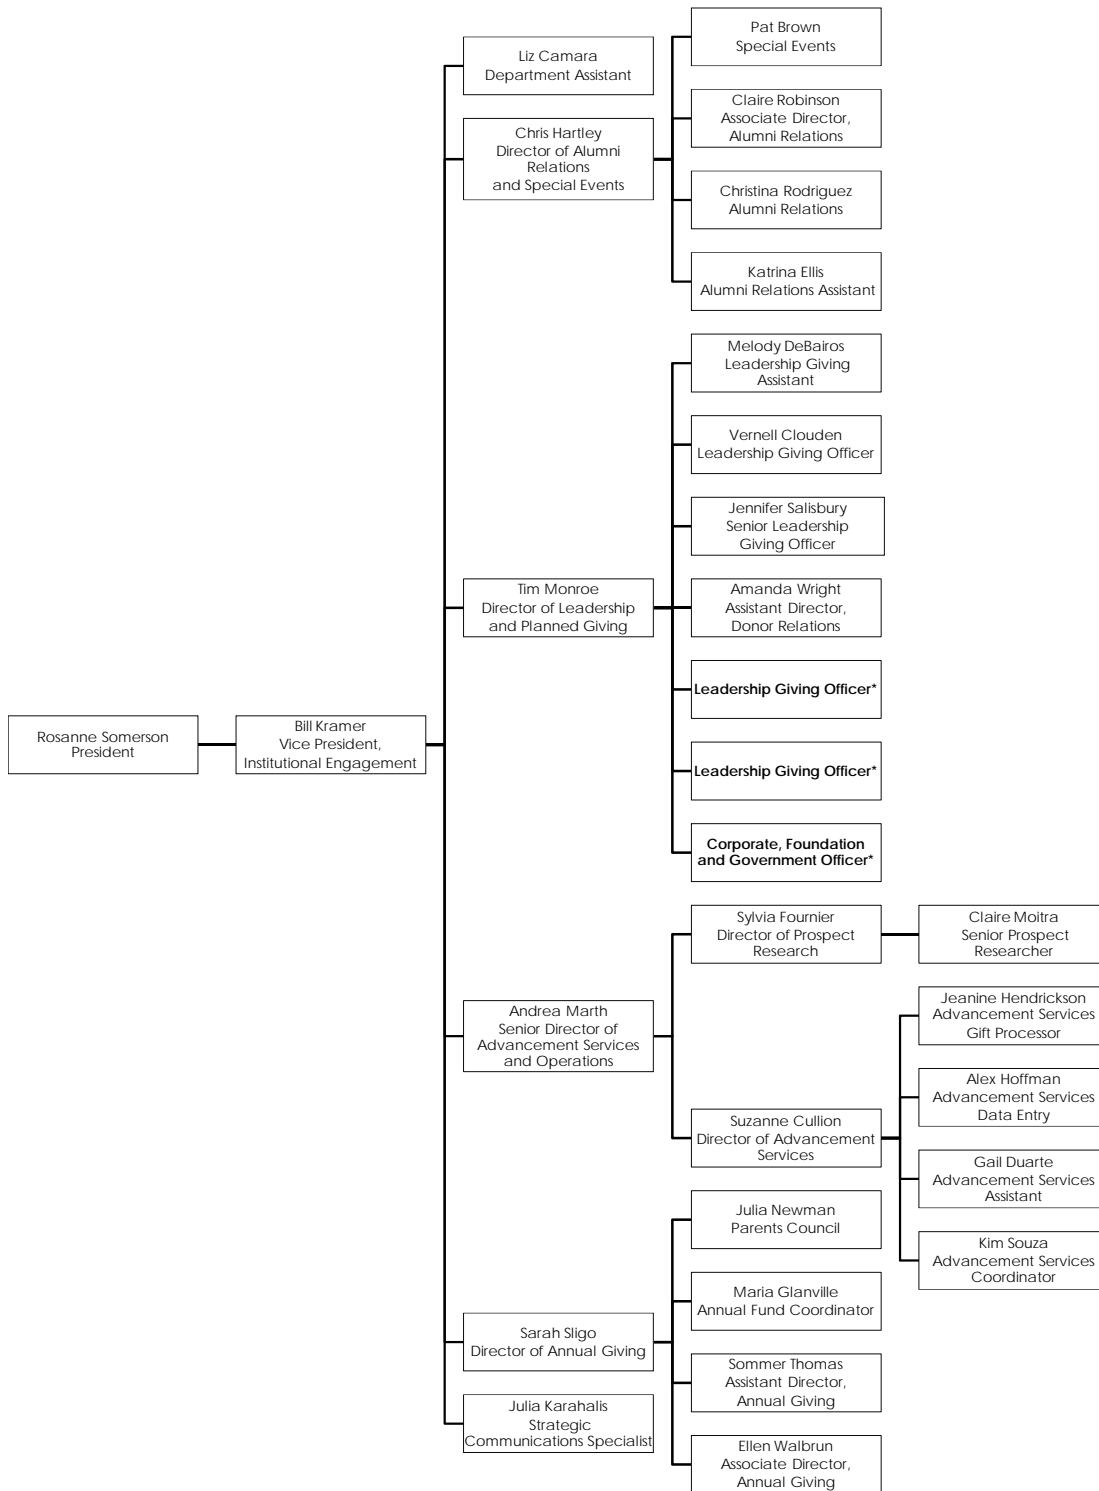 Rosanne Somerson
President
Bill Kramer
Vice President,
Institutional Engagement
Liz Camara
Department Assistant
Chris Hartley
Director of Alumni
Relations
and Special Events
Pat Brown
Special Events
Claire Robinson
Associate Director,
Alumni Relations
Christina Rodriguez
Alumni Relations
Katrina Ellis
Alumni Relations Assistant
Tim Monroe
Director of Leadership
and Planned Giving
Melody DeBairos
Leadership Giving
Assistant
Vernell Clouden
Leadership Giving Officer
Jennifer Salisbury
Senior Leadership
Giving Officer
Amanda Wright
Assistant Director,
Donor Relations
Leadership Giving Officer*
Leadership Giving Officer*
Corporate, Foundation
and Government Officer*
Andrea Marth
Senior Director of
Advancement Services
and Operations
Sylvia Fournier
Director of Prospect
Research
Claire Moitra
Senior Prospect
Researcher
Suzanne Cullion
Director of Advancement
Services
Jeanine Hendrickson
Advancement Services
Gift Processor
Alex Hoffman
Advancement Services
Data Entry
Gail Duarte
Advancement Services
Assistant
Kim Souza
Advancement Services
Coordinator
Sarah Sligo
Director of Annual Giving
Julia Newman
Parents Council
Maria Glanville
Annual Fund Coordinator
Sommer Thomas
Assistant Director,
Annual Giving
Ellen Walbrun
Associate Director,
Annual Giving
Julia Karahalis
Strategic
Communications Specialist